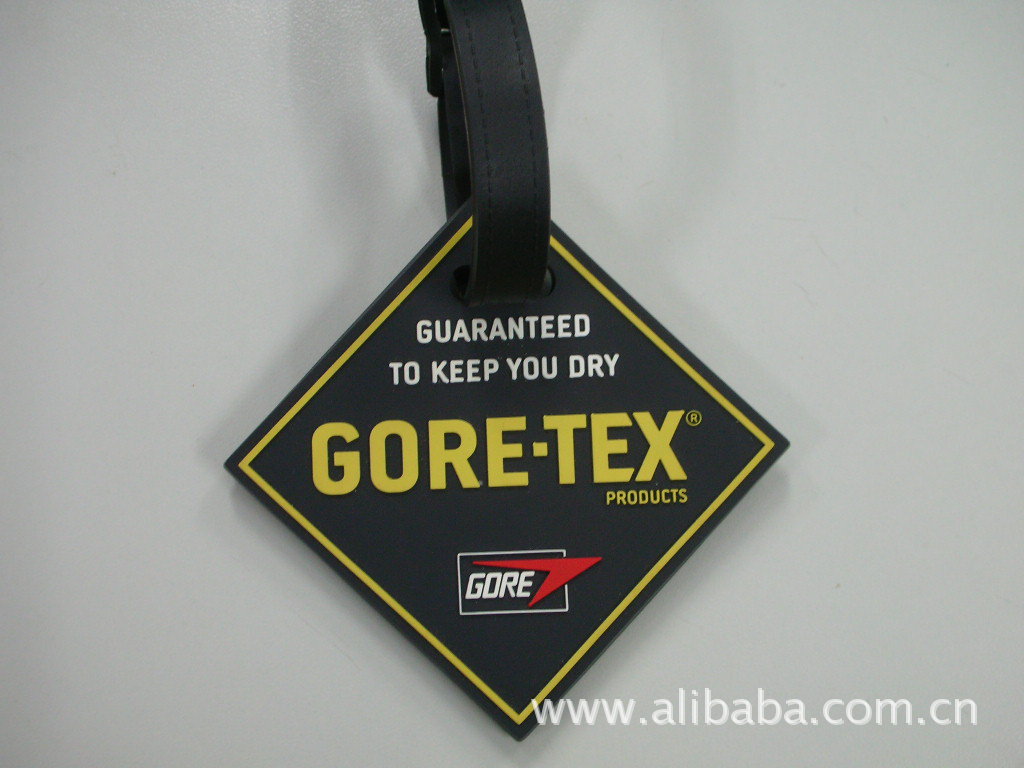 GUARANTEED
TO KEEP YOU DRY
GORE-TEX®
PRODUCTS
GORE
www.alibaba.com.cn